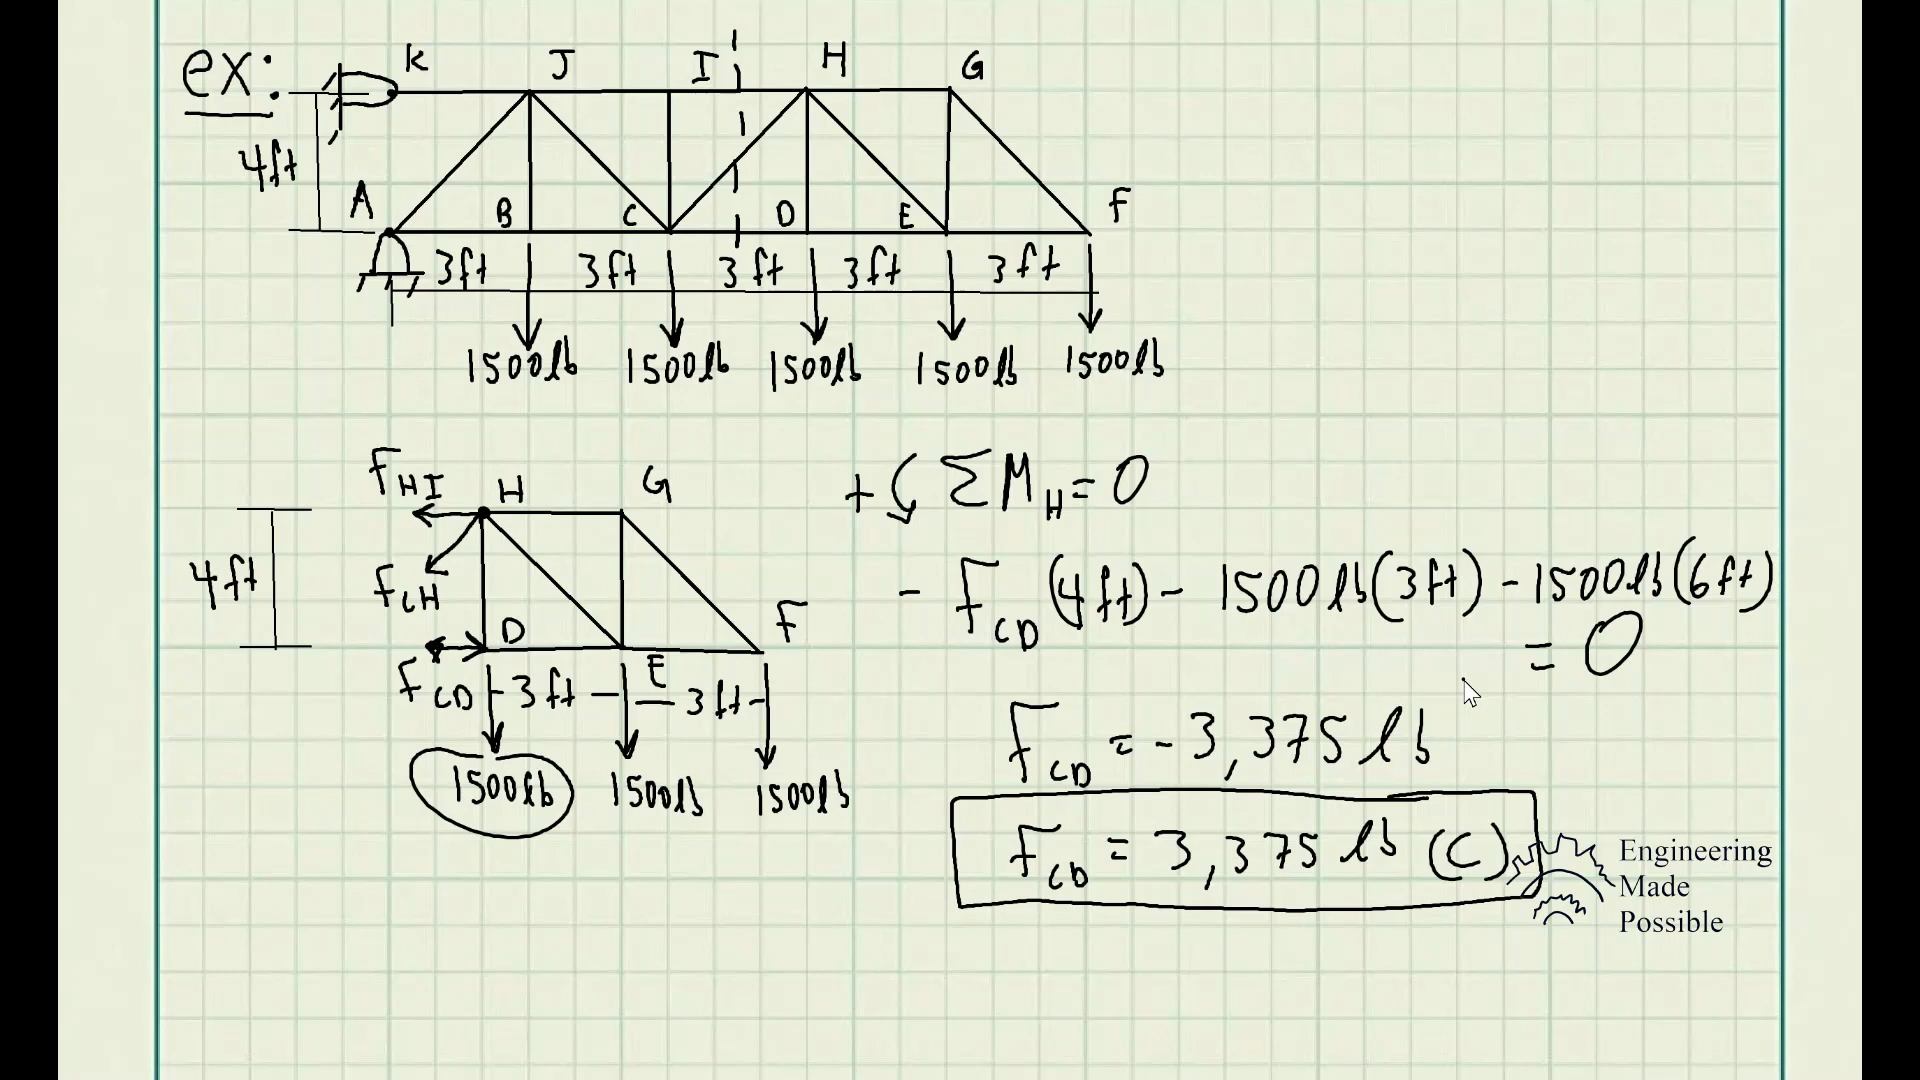 ex:
K J I H G
4ft
A B C D E F
3ft 3ft 3ft 3ft 3ft
1500lb 1500lb 1500lb 1500lb 1500lb
F_HI H G
4ft
F_CH
D F
F_CD 3ft E 3ft
1500lb 1500lb 1500lb
+ ΣM_H = 0
- F_CD (4ft) - 1500lb(3ft) - 1500lb(6ft)
= 0
F_CD = -3,375 lb
F_CD = 3,375 lb (C)
Engineering
Made
Possible